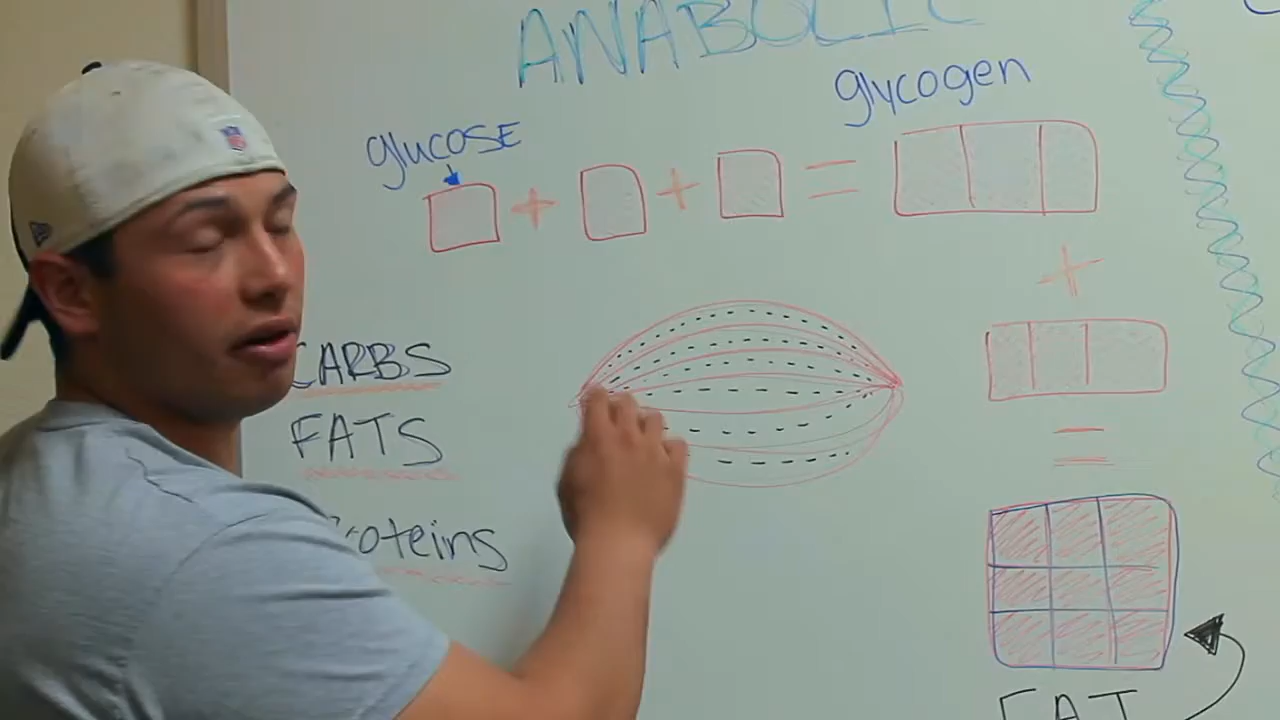 ANABOLIC
glycogen
glucose
+ + =
+
CARBS
FATS
=
Proteins
FAT